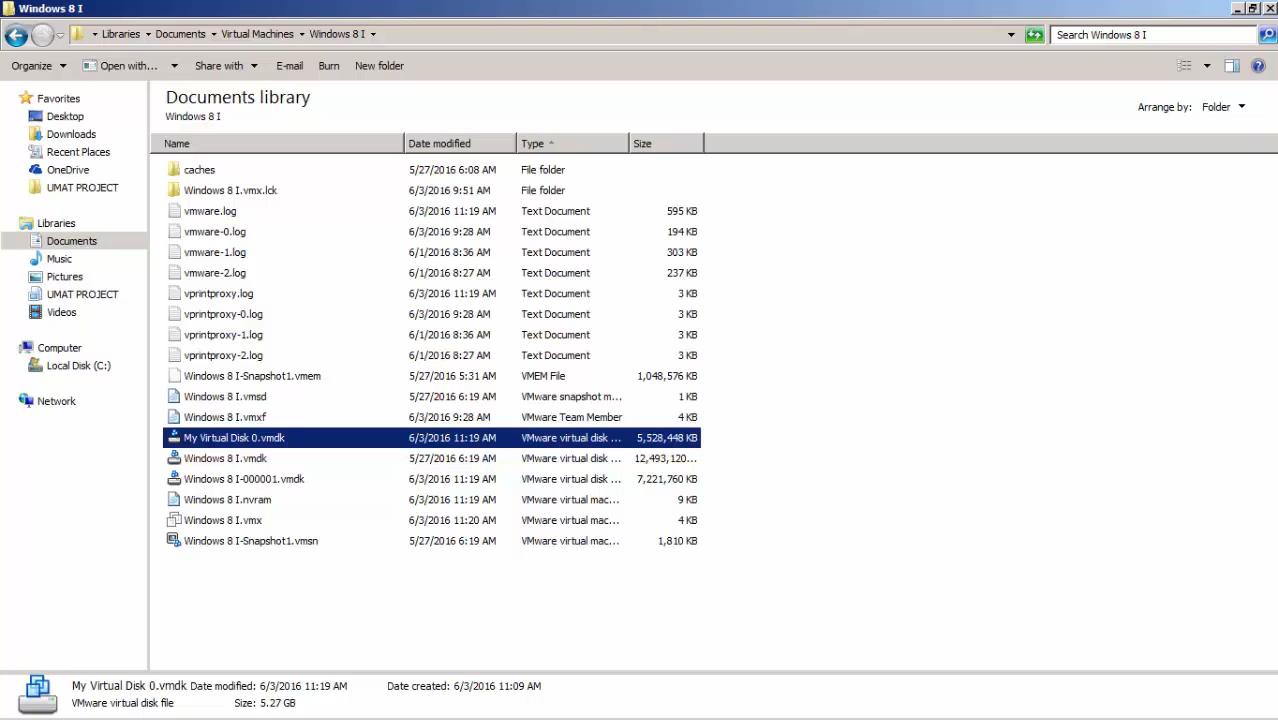 Windows 8 I
Libraries Documents Virtual Machines Windows 8 I
Search Windows 8 I
Organize Open with... Share with E-mail Burn New folder
Documents library
Windows 8 I
Arrange by: Folder
Favorites
Desktop
Downloads
Recent Places
OneDrive
UMAT PROJECT
Libraries
Documents
Music
Pictures
UMAT PROJECT
Videos
Computer
Local Disk (C:)
Network
Name Date modified Type Size
caches 5/27/2016 6:08 AM File folder
Windows 8 I.vmx.lck 6/3/2016 9:51 AM File folder
vmware.log 6/3/2016 11:19 AM Text Document 595 KB
vmware-0.log 6/3/2016 9:28 AM Text Document 194 KB
vmware-1.log 6/1/2016 8:36 AM Text Document 303 KB
vmware-2.log 6/1/2016 8:27 AM Text Document 237 KB
vprintproxy.log 6/3/2016 11:19 AM Text Document 3 KB
vprintproxy-0.log 6/3/2016 9:28 AM Text Document 3 KB
vprintproxy-1.log 6/1/2016 8:36 AM Text Document 3 KB
vprintproxy-2.log 6/1/2016 8:27 AM Text Document 3 KB
Windows 8 I-Snapshot1.vmem 5/27/2016 5:31 AM VMEM File 1,048,576 KB
Windows 8 I.vmsd 5/27/2016 6:19 AM VMware snapshot m... 1 KB
Windows 8 I.vmxf 6/3/2016 9:28 AM VMware Team Member 4 KB
My Virtual Disk 0.vmdk 6/3/2016 11:19 AM VMware virtual disk ... 5,528,448 KB
Windows 8 I.vmdk 5/27/2016 6:19 AM VMware virtual disk ... 12,493,120...
Windows 8 I-000001.vmdk 6/3/2016 11:19 AM VMware virtual disk ... 7,221,760 KB
Windows 8 I.nvram 6/3/2016 11:19 AM VMware virtual mac... 9 KB
Windows 8 I.vmx 6/3/2016 11:20 AM VMware virtual mac... 4 KB
Windows 8 I-Snapshot1.vmsn 5/27/2016 6:19 AM VMware virtual mac... 1,810 KB
My Virtual Disk 0.vmdk Date modified: 6/3/2016 11:19 AM Date created: 6/3/2016 11:09 AM
VMware virtual disk file Size: 5.27 GB